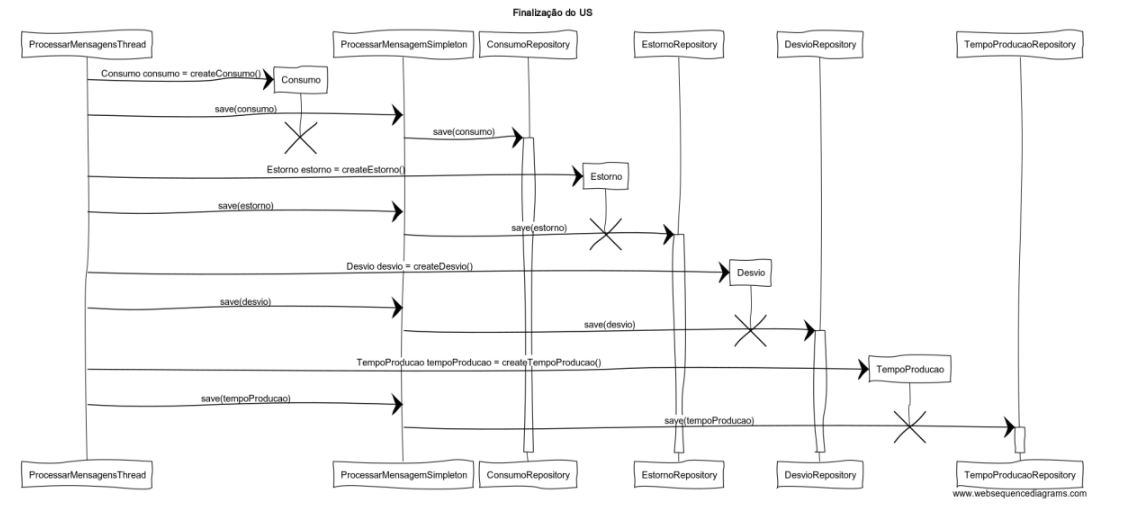 Finalização do US
ProcessarMensagensThread
ProcessarMensagemSimpleton
ConsumoRepository
EstornoRepository
DesvioRepository
TempoProducaoRepository
Consumo consumo = createConsumo()
Consumo
save(consumo)
save(consumo)
Estorno estorno = createEstorno()
Estorno
save(estorno)
save(estorno)
Desvio desvio = createDesvio()
Desvio
save(desvio)
save(desvio)
TempoProducao tempoProducao = createTempoProducao()
TempoProducao
save(tempoProducao)
save(tempoProducao)
ProcessarMensagensThread
ProcessarMensagemSimpleton
ConsumoRepository
EstornoRepository
DesvioRepository
TempoProducaoRepository
www.websequencediagrams.com